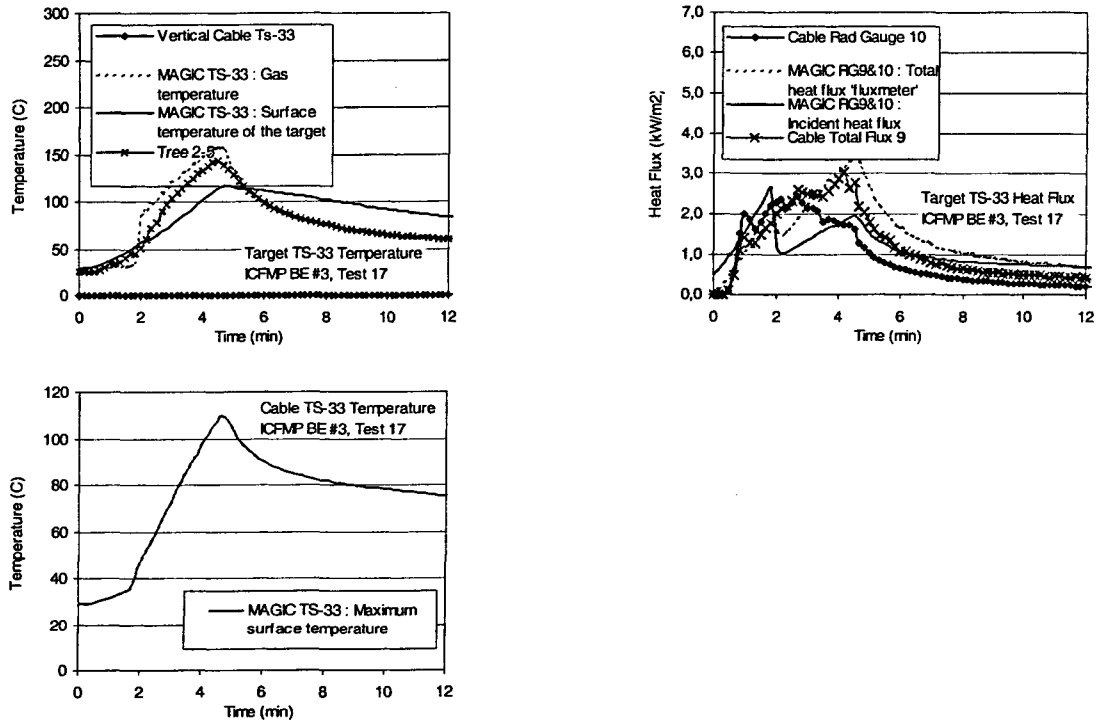 300
250
200
150
100
50
0
Temperature (C)
Vertical Cable Ts-33
MAGIC TS-33 : Gas
temperature
MAGIC TS-33 : Surface
temperature of the target
Tree 2-5
Target TS-33 Temperature
ICFMP BE #3, Test 17
0 2 4 6 8 10 12
Time (min)
7,0
6,0
5,0
4,0
3,0
2,0
1,0
0,0
Heat Flux (kW/m2)
Cable Rad Gauge 10
MAGIC RG9&10 : Total
heat flux 'fluxmeter'
MAGIC RG9&10 :
Incident heat flux
Cable Total Flux 9
Target TS-33 Heat Flux
ICFMP BE #3, Test 17
0 2 4 6 8 10 12
Time (min)
120
100
80
60
40
20
0
Temperature (C)
Cable TS-33 Temperature
ICFMP BE #3, Test 17
MAGIC TS-33 : Maximum
surface temperature
0 2 4 6 8 10 12
Time (min)